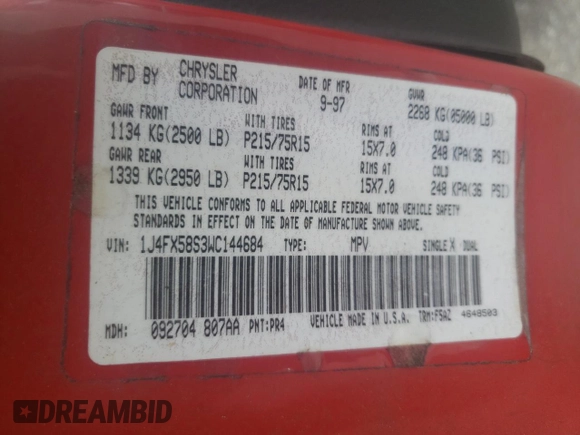 MFD BY CHRYSLER CORPORATION DATE OF MFR 9-97 GVWR 2268 KG(05000 LB)
GAWR FRONT WITH TIRES RIMS AT COLD
1134 KG(2500 LB) P215/75R15 15X7.0 248 KPA(36 PSI)
GAWR REAR WITH TIRES RIMS AT COLD
1339 KG(2950 LB) P215/75R15 15X7.0 248 KPA(36 PSI)
THIS VEHICLE CONFORMS TO ALL APPLICABLE FEDERAL MOTOR VEHICLE SAFETY
STANDARDS IN EFFECT ON THE DATE OF MANUFACTURE SHOWN ABOVE.
VIN: 1J4FX58S3WC144684 TYPE: MPV SINGLE X DUAL
MDH: 092704 807AA PNT:PR4 VEHICLE MADE IN U.S.A. TRM:F5AZ 4648503
DREAMBID